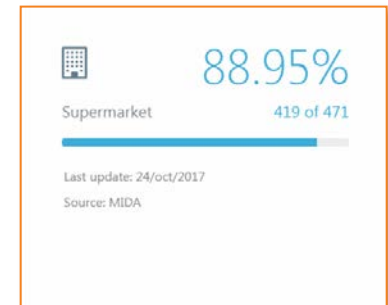 88.95%
Supermarket 419 of 471
Last update: 24/oct/2017
Source: MIDA